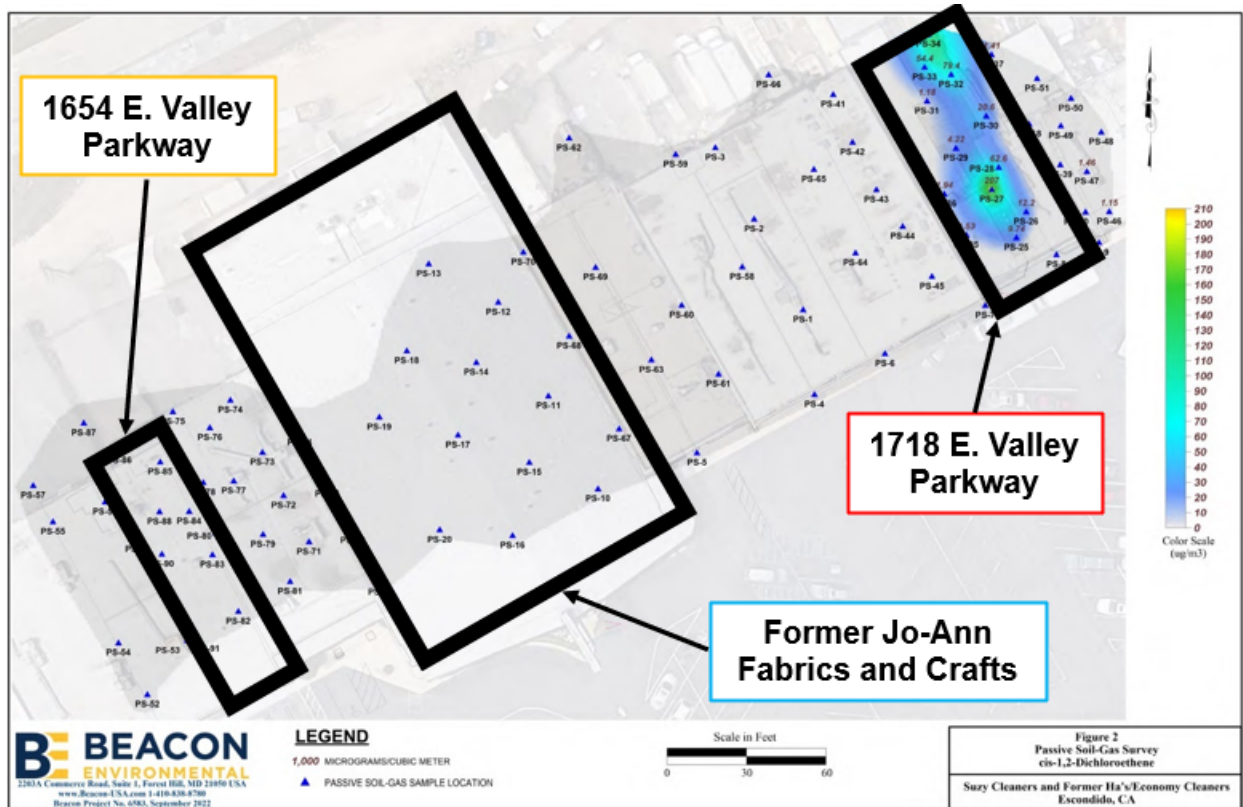 1654 E. Valley
Parkway
1718 E. Valley
Parkway
Former Jo-Ann
Fabrics and Crafts
PS-34
54.4
PS-33
79.4
PS-32
1.18
PS-31
20.6
PS-30
4.22
PS-29
62.6
PS-28
207
PS-27
12.2
PS-26
9.74
PS-25
PS-51
PS-50
PS-49
PS-48
1.46
PS-47
1.15
PS-46
PS-66
PS-41
PS-42
PS-62
PS-59
PS-3
PS-65
PS-43
PS-2
PS-44
PS-64
PS-58
PS-45
PS-70
PS-69
PS-13
PS-12
PS-60
PS-1
PS-68
PS-18
PS-14
PS-63
PS-61
PS-6
PS-4
PS-11
PS-19
PS-17
PS-67
PS-15
PS-5
PS-10
PS-20
PS-16
PS-87
PS-75
PS-74
PS-76
PS-73
PS-85
PS-77
PS-72
PS-57
PS-55
PS-88
PS-84
PS-79
PS-71
PS-83
PS-81
PS-82
PS-54
PS-53
PS-52
210
200
190
180
170
160
150
140
130
120
110
100
90
80
70
60
50
40
30
20
10
0
Color Scale
(ug/m3)
BE BEACON
ENVIRONMENTAL
2203A Commerce Road, Suite 1, Forest Hill, MD 21050 USA
www.Beacon-USA.com 1-410-838-8780
Beacon Project No. 6583, September 2022
LEGEND
1,000 MICROGRAMS/CUBIC METER
PASSIVE SOIL-GAS SAMPLE LOCATION
Scale in Feet
0 30 60
Figure 2
Passive Soil-Gas Survey
cis-1,2-Dichloroethene
Suzy Cleaners and Former Ha's/Economy Cleaners
Escondido, CA